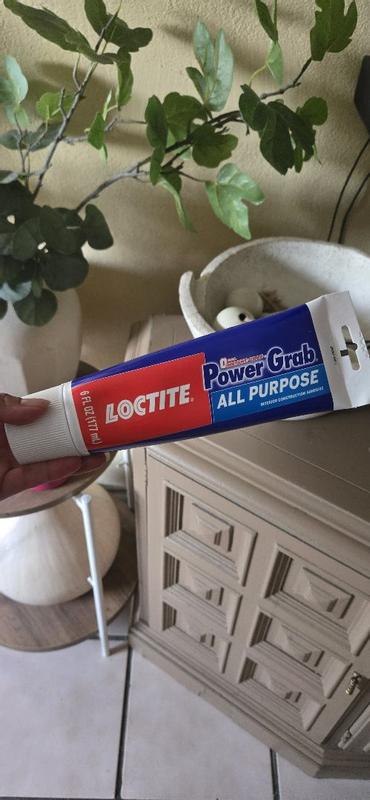 6 FL OZ (177 mL)
LOCTITE®
Power Grab®
ALL PURPOSE
INTERIOR CONSTRUCTION ADHESIVE